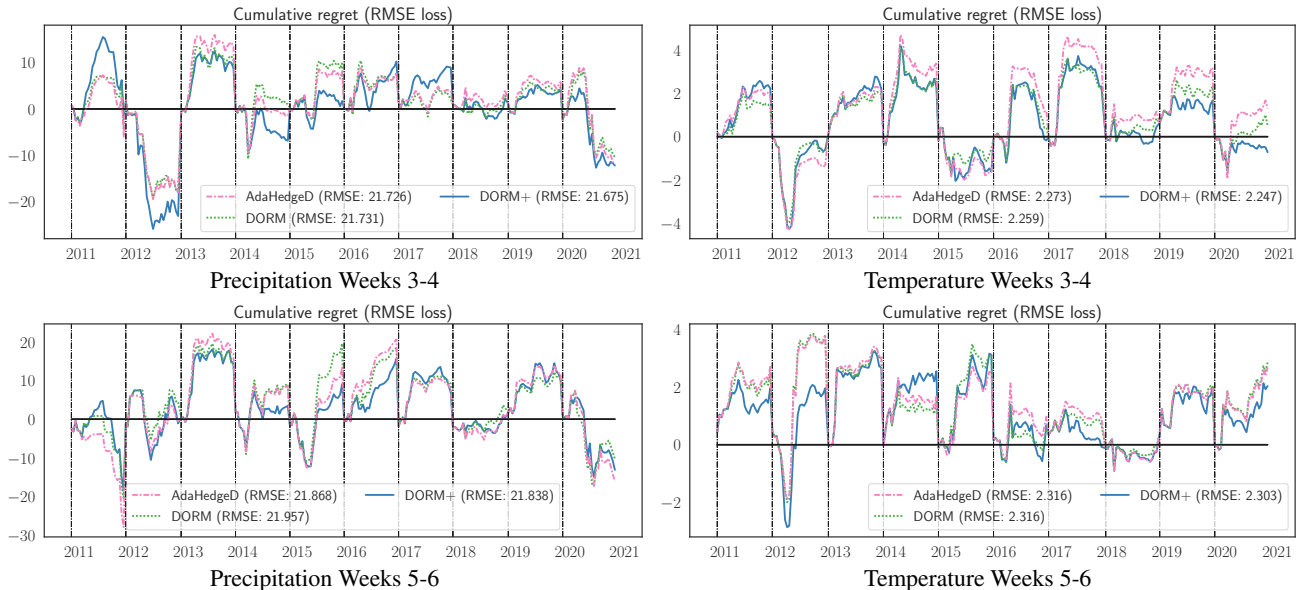 Cumulative regret (RMSE loss)
10
0
−10
−20
AdaHedgeD (RMSE: 21.726)
DORM (RMSE: 21.731)
DORM+ (RMSE: 21.675)
2011 2012 2013 2014 2015 2016 2017 2018 2019 2020 2021
Precipitation Weeks 3-4
Cumulative regret (RMSE loss)
4
2
0
−2
−4
AdaHedgeD (RMSE: 2.273)
DORM (RMSE: 2.259)
DORM+ (RMSE: 2.247)
2011 2012 2013 2014 2015 2016 2017 2018 2019 2020 2021
Temperature Weeks 3-4
Cumulative regret (RMSE loss)
20
10
0
−10
−20
−30
AdaHedgeD (RMSE: 21.868)
DORM (RMSE: 21.957)
DORM+ (RMSE: 21.838)
2011 2012 2013 2014 2015 2016 2017 2018 2019 2020 2021
Precipitation Weeks 5-6
Cumulative regret (RMSE loss)
4
2
0
−2
AdaHedgeD (RMSE: 2.316)
DORM (RMSE: 2.316)
DORM+ (RMSE: 2.303)
2011 2012 2013 2014 2015 2016 2017 2018 2019 2020 2021
Temperature Weeks 5-6